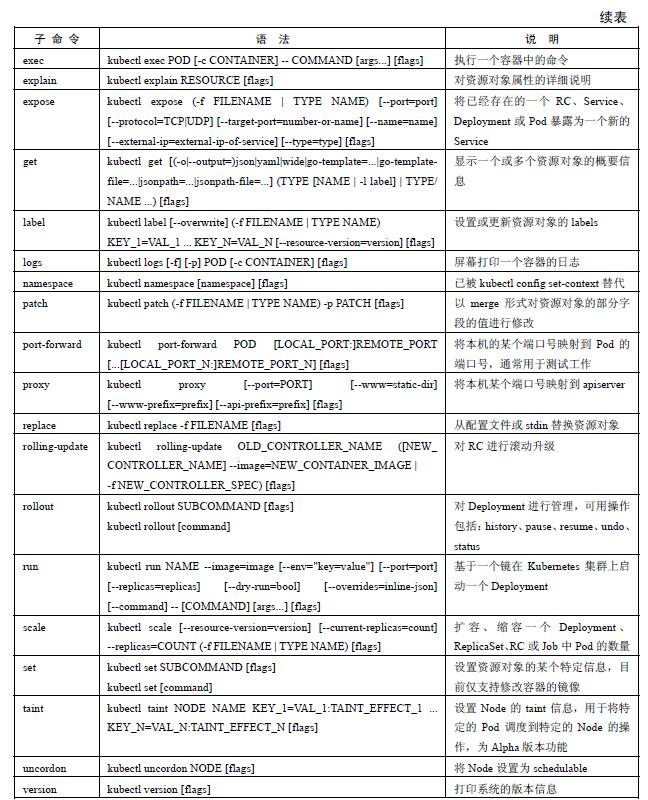 续表
子 命 令 语 法 说 明
exec kubectl exec POD [-c CONTAINER] -- COMMAND [args...] [flags] 执行一个容器中的命令
explain kubectl explain RESOURCE [flags] 对资源对象属性的详细说明
expose kubectl expose (-f FILENAME | TYPE NAME) [--port=port] 将已经存在的一个 RC、Service、
[--protocol=TCP|UDP] [--target-port=number-or-name] [--name=name] Deployment 或 Pod 暴露为一个新的
[--external-ip=external-ip-of-service] [--type=type] [flags] Service
get kubectl get [(-o|--output=)json|yaml|wide|go-template=...|go-template- 显示一个或多个资源对象的概要信
file=...|jsonpath=...|jsonpath-file=...] (TYPE [NAME | -l label] | TYPE/ 息
NAME ...) [flags]
label kubectl label [--overwrite] (-f FILENAME | TYPE NAME) 设置或更新资源对象的 labels
KEY_1=VAL_1 ... KEY_N=VAL_N [--resource-version=version] [flags]
logs kubectl logs [-f] [-p] POD [-c CONTAINER] [flags] 屏幕打印一个容器的日志
namespace kubectl namespace [namespace] [flags] 已被 kubectl config set-context 替代
patch kubectl patch (-f FILENAME | TYPE NAME) -p PATCH [flags] 以 merge 形式对资源对象的部分字
段的值进行修改
port-forward kubectl port-forward POD [LOCAL_PORT:]REMOTE_PORT 将本机的某个端口号映射到 Pod 的
[...[LOCAL_PORT_N:]REMOTE_PORT_N] [flags] 端口号，通常用于测试工作
proxy kubectl proxy [--port=PORT] [--www=static-dir] 将本机某个端口号映射到 apiserver
[--www-prefix=prefix] [--api-prefix=prefix] [flags]
replace kubectl replace -f FILENAME [flags] 从配置文件或 stdin 替换资源对象
rolling-update kubectl rolling-update OLD_CONTROLLER_NAME ([NEW_ 对 RC 进行滚动升级
CONTROLLER_NAME] --image=NEW_CONTAINER_IMAGE |
-f NEW_CONTROLLER_SPEC) [flags]
rollout kubectl rollout SUBCOMMAND [flags] 对 Deployment 进行管理，可用操作
kubectl rollout [command] 包括：history、pause、resume、undo、
status
run kubectl run NAME --image=image [--env="key=value"] [--port=port] 基于一个镜在 Kubernetes 集群上启
[--replicas=replicas] [--dry-run=bool] [--overrides=inline-json] 动一个 Deployment
[--command] -- [COMMAND] [args...] [flags]
scale kubectl scale [--resource-version=version] [--current-replicas=count] 扩容、缩容一个 Deployment、
--replicas=COUNT (-f FILENAME | TYPE NAME) [flags] ReplicaSet、RC 或 Job 中 Pod 的数量
set kubectl set SUBCOMMAND [flags] 设置资源对象的某个特定信息，目
kubectl set [command] 前仅支持修改容器的镜像
taint kubectl taint NODE NAME KEY_1=VAL_1:TAINT_EFFECT_1 ... 设置 Node 的 taint 信息，用于将特
KEY_N=VAL_N:TAINT_EFFECT_N [flags] 定的 Pod 调度到特定的 Node 的操
作，为 Alpha 版本功能
uncordon kubectl uncordon NODE [flags] 将 Node 设置为 schedulable
version kubectl version [flags] 打印系统的版本信息